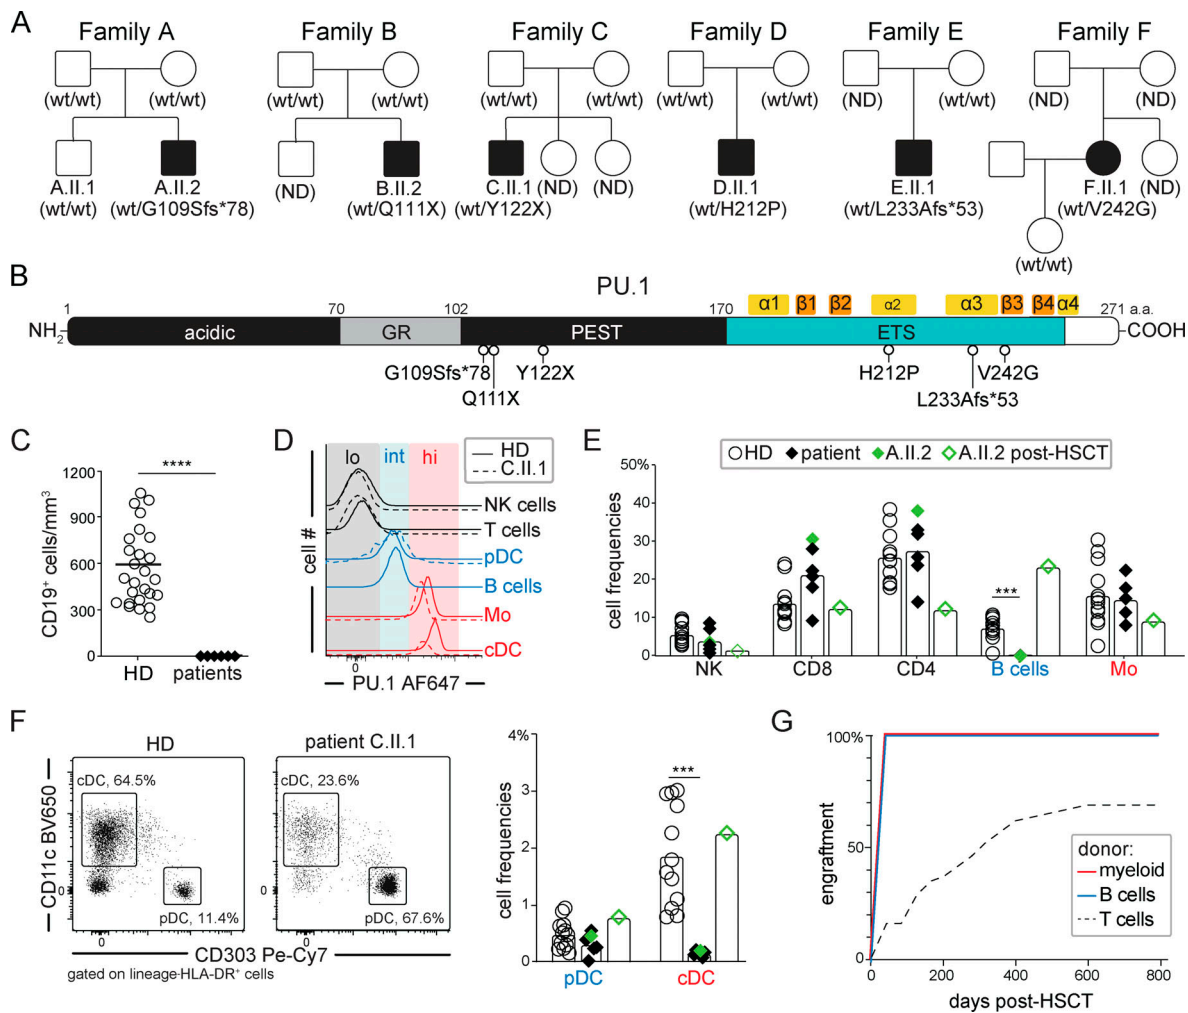 A
Family A
Family B
Family C
Family D
Family E
Family F
(wt/wt) (wt/wt) (wt/wt) (wt/wt) (wt/wt) (wt/wt) (wt/wt) (wt/wt) (wt/wt) (wt/wt) (ND) (ND)
A.II.1 A.II.2 (ND) B.II.2 C.II.1 (ND) (ND) D.II.1 E.II.1 F.II.1 (ND)
(wt/wt) (wt/G109Sfs*78) (wt/Q111X) (wt/Y122X) (wt/H212P) (wt/L233Afs*53) (wt/V242G)
(wt/wt)
B
PU.1
α1 β1 β2 α2 α3 β3 β4 α4
1 70 102 170 271 a.a.
NH2 acidic GR PEST ETS COOH
G109Sfs*78 Y122X H212P V242G
Q111X L233Afs*53
C
CD19+ cells/mm3
1200
900
600
300
0
****
HD patients
D
HD
C.II.1
lo int hi
NK cells
T cells
pDC
B cells
Mo
cDC
cell #
0
PU.1 AF647
E
HD patient A.II.2 A.II.2 post-HSCT
cell frequencies
50%
40
30
20
10
0
***
NK CD8 CD4 B cells Mo
F
HD patient C.II.1
cDC, 64.5% cDC, 23.6%
pDC, 11.4% pDC, 67.6%
CD11c BV650
0 0
0 0
CD303 Pe-Cy7
gated on lineage-HLA-DR+ cells
cell frequencies
4%
3
2
1
0
***
pDC cDC
G
engraftment
100%
50
0
donor:
myeloid
B cells
T cells
0 200 400 600 800
days post-HSCT